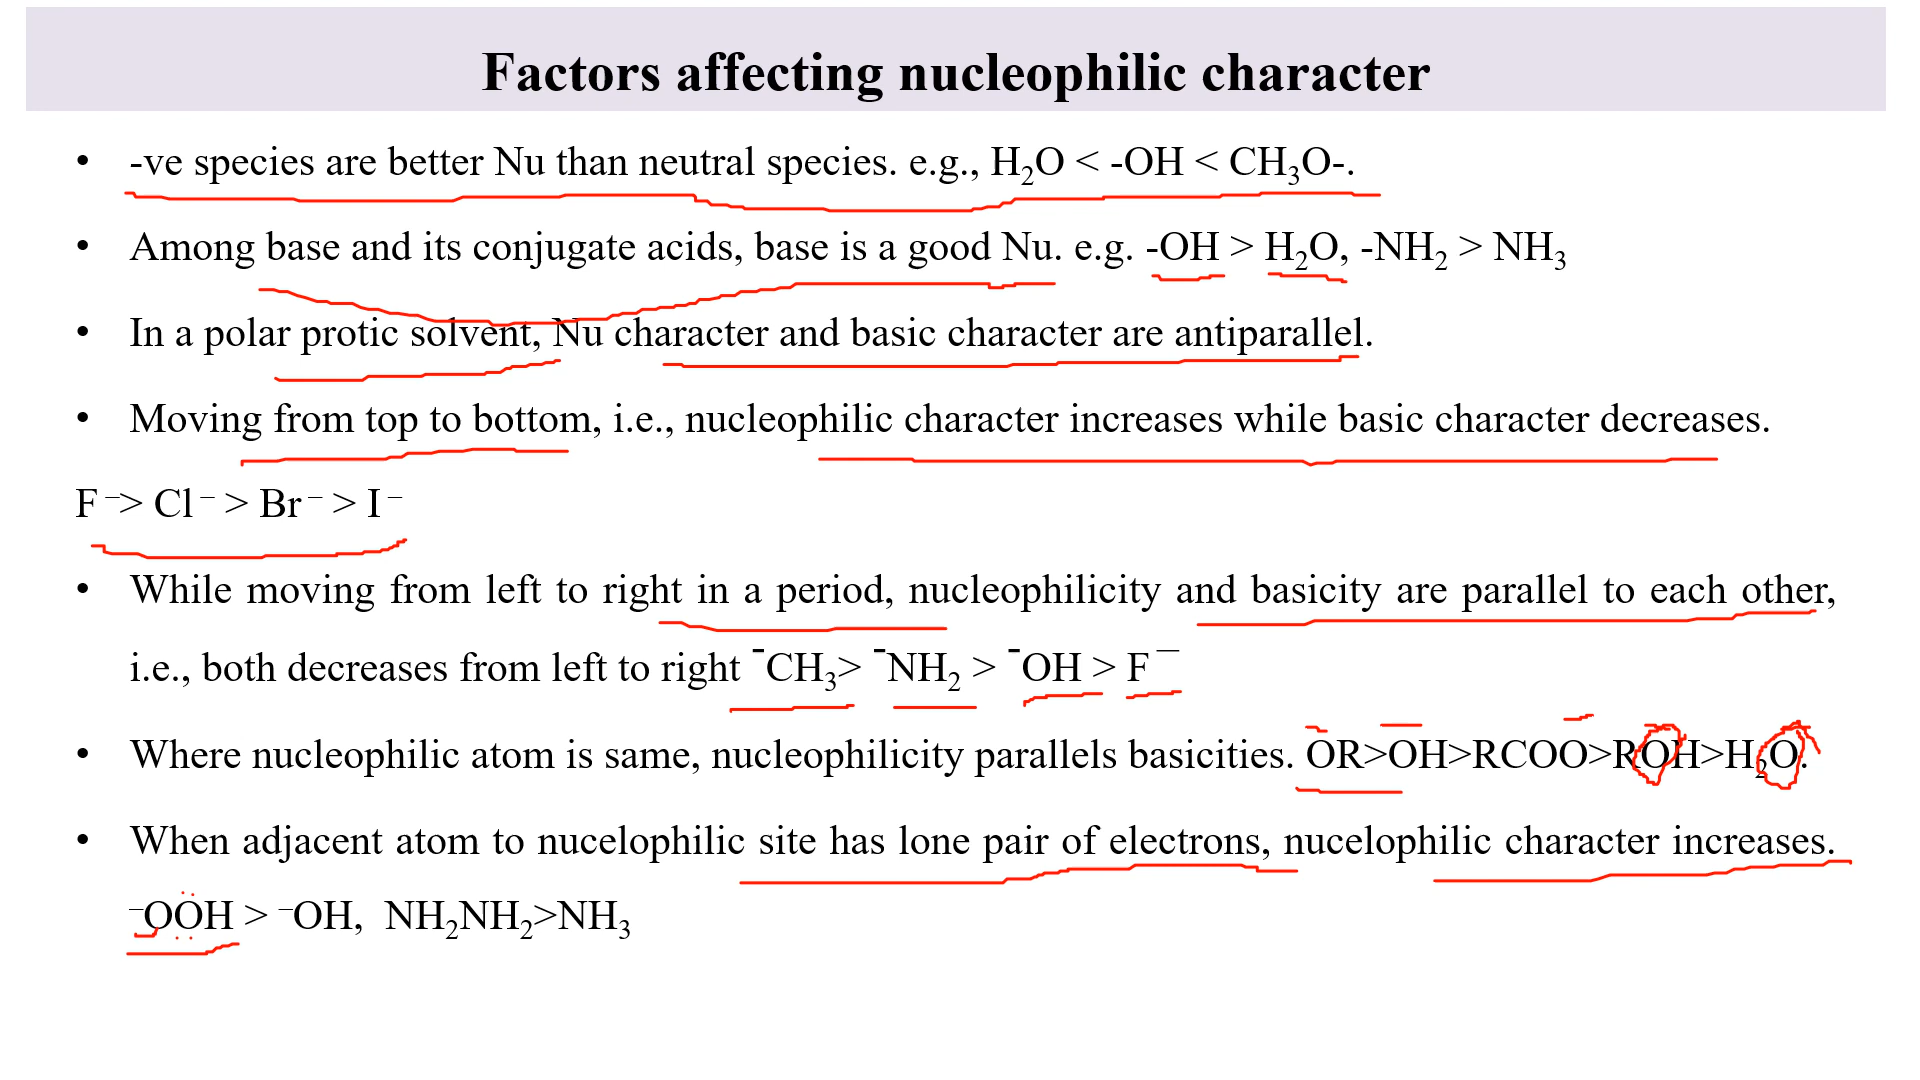 Factors affecting nucleophilic character
• -ve species are better Nu than neutral species. e.g., H₂O < -OH < CH₃O-.
• Among base and its conjugate acids, base is a good Nu. e.g. -OH > H₂O, -NH₂ > NH₃
• In a polar protic solvent, Nu character and basic character are antiparallel.
• Moving from top to bottom, i.e., nucleophilic character increases while basic character decreases.
F⁻> Cl⁻ > Br⁻ > I⁻
• While moving from left to right in a period, nucleophilicity and basicity are parallel to each other,
i.e., both decreases from left to right ⁻CH₃> ⁻NH₂ > ⁻OH > F⁻
• Where nucleophilic atom is same, nucleophilicity parallels basicities. OR>OH>RCOO>ROH>H₂O.
• When adjacent atom to nucelophilic site has lone pair of electrons, nucelophilic character increases.
⁻OOH > ⁻OH, NH₂NH₂>NH₃